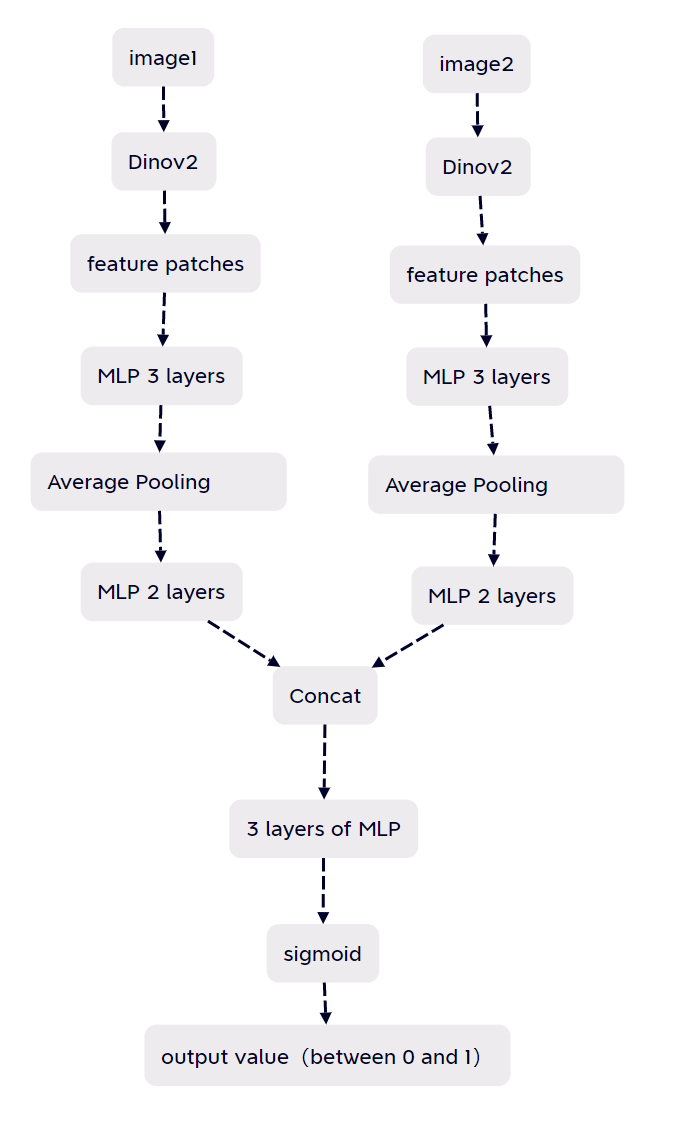 image1
image2
Dinov2
Dinov2
feature patches
feature patches
MLP 3 layers
MLP 3 layers
Average Pooling
Average Pooling
MLP 2 layers
MLP 2 layers
Concat
3 layers of MLP
sigmoid
output value（between 0 and 1）